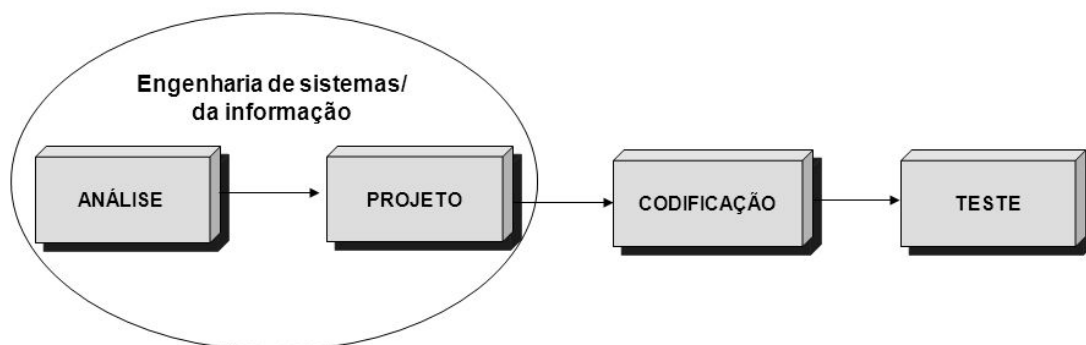 Engenharia de sistemas/
da informação
ANÁLISE
PROJETO
CODIFICAÇÃO
TESTE